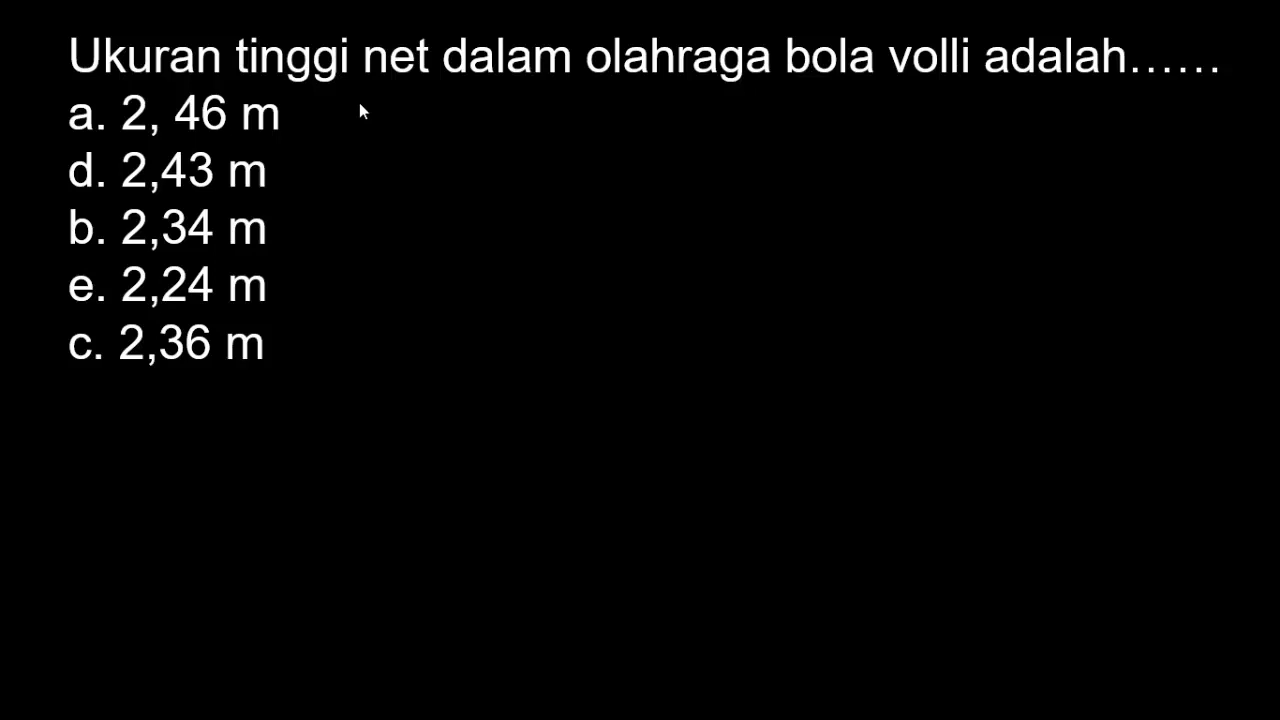 Ukuran tinggi net dalam olahraga bola volli adalah......
a. 2, 46 m
d. 2,43 m
b. 2,34 m
e. 2,24 m
c. 2,36 m